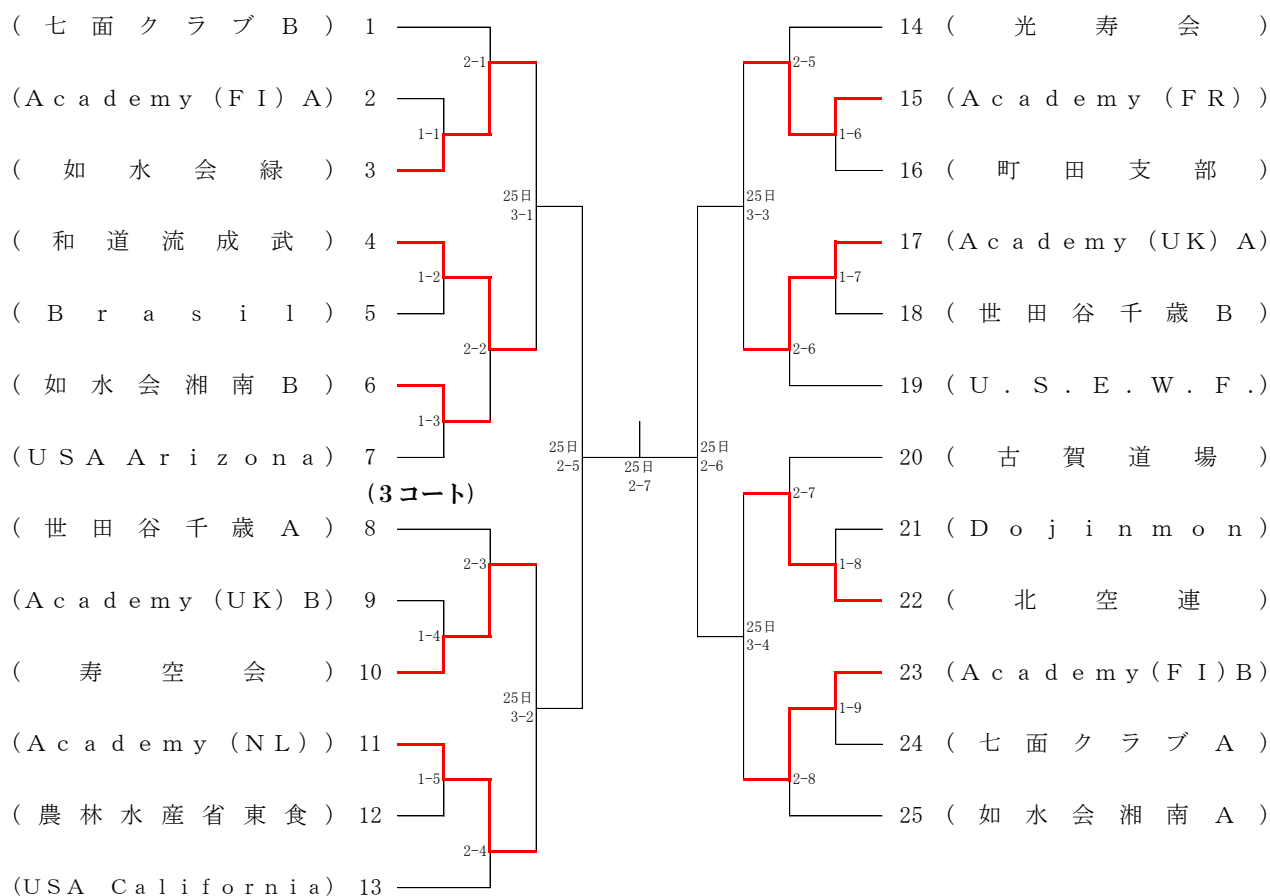 (七面クラブB) 1
2-1
(Academy(FI)A) 2
1-1
(如水会緑) 3
25日
3-1
(和道流成武) 4
1-2
(Brasil) 5
2-2
(如水会湘南B) 6
1-3
(USA Arizona) 7
25日
2-5
(3コート)
(世田谷千歳A) 8
2-3
(Academy(UK)B) 9
1-4
(寿空会) 10
25日
3-2
(Academy(NL)) 11
1-5
(農林水産省東食) 12
2-4
(USA California) 13
25日
2-7
14 (光寿会)
2-5
15 (Academy(FR))
1-6
16 (町田支部)
25日
3-3
17 (Academy(UK)A)
1-7
18 (世田谷千歳B)
2-6
19 (U.S.E.W.F.)
25日
2-6
20 (古賀道場)
2-7
21 (Dojinmon)
1-8
22 (北空連)
25日
3-4
23 (Academy(FI)B)
1-9
24 (七面クラブA)
2-8
25 (如水会湘南A)